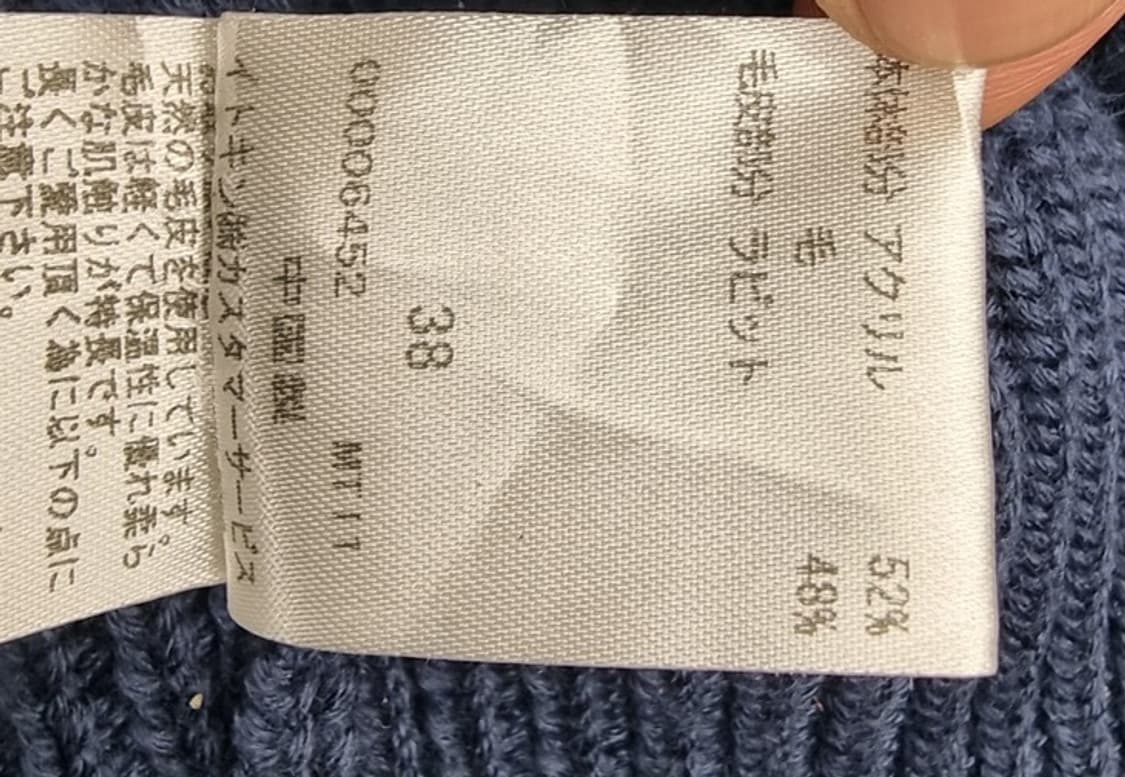 本体部分 アクリル 52%
毛 48%
毛皮部分 ラビット
38
00006452 MT11
中国製
イトキン(株)カスタマーサービス
天然の毛皮を使用しています。
毛皮は軽くて保温性に優れ柔ら
かな肌触りが特長です。
永くご愛用頂く為に以下の点に
ご注意下さい。